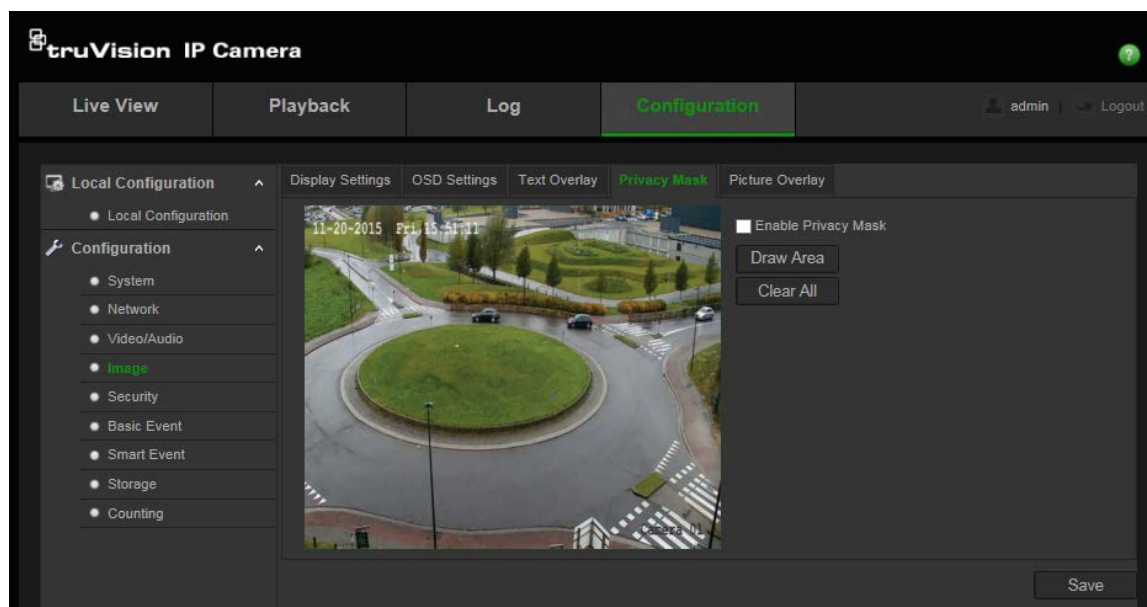 truVision IP Camera
?
Live View Playback Log Configuration admin | Logout
Local Configuration
Local Configuration
Configuration
System
Network
Video/Audio
Image
Security
Basic Event
Smart Event
Storage
Counting
Display Settings OSD Settings Text Overlay Privacy Mask Picture Overlay
11-20-2015 Fri 15:51:11
Camera 01
Enable Privacy Mask
Draw Area
Clear All
Save